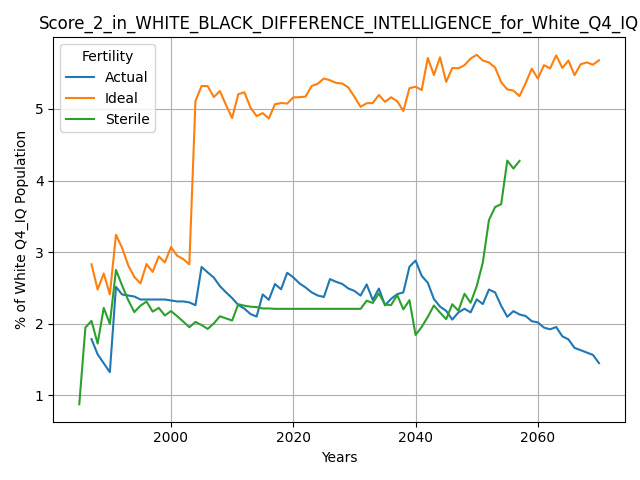 Score_2_in_WHITE_BLACK_DIFFERENCE_INTELLIGENCE_for_White_Q4_IQ
Fertility
Actual
Ideal
Sterile
% of White Q4_IQ Population
5
4
3
2
1
2000
2020
2040
2060
Years